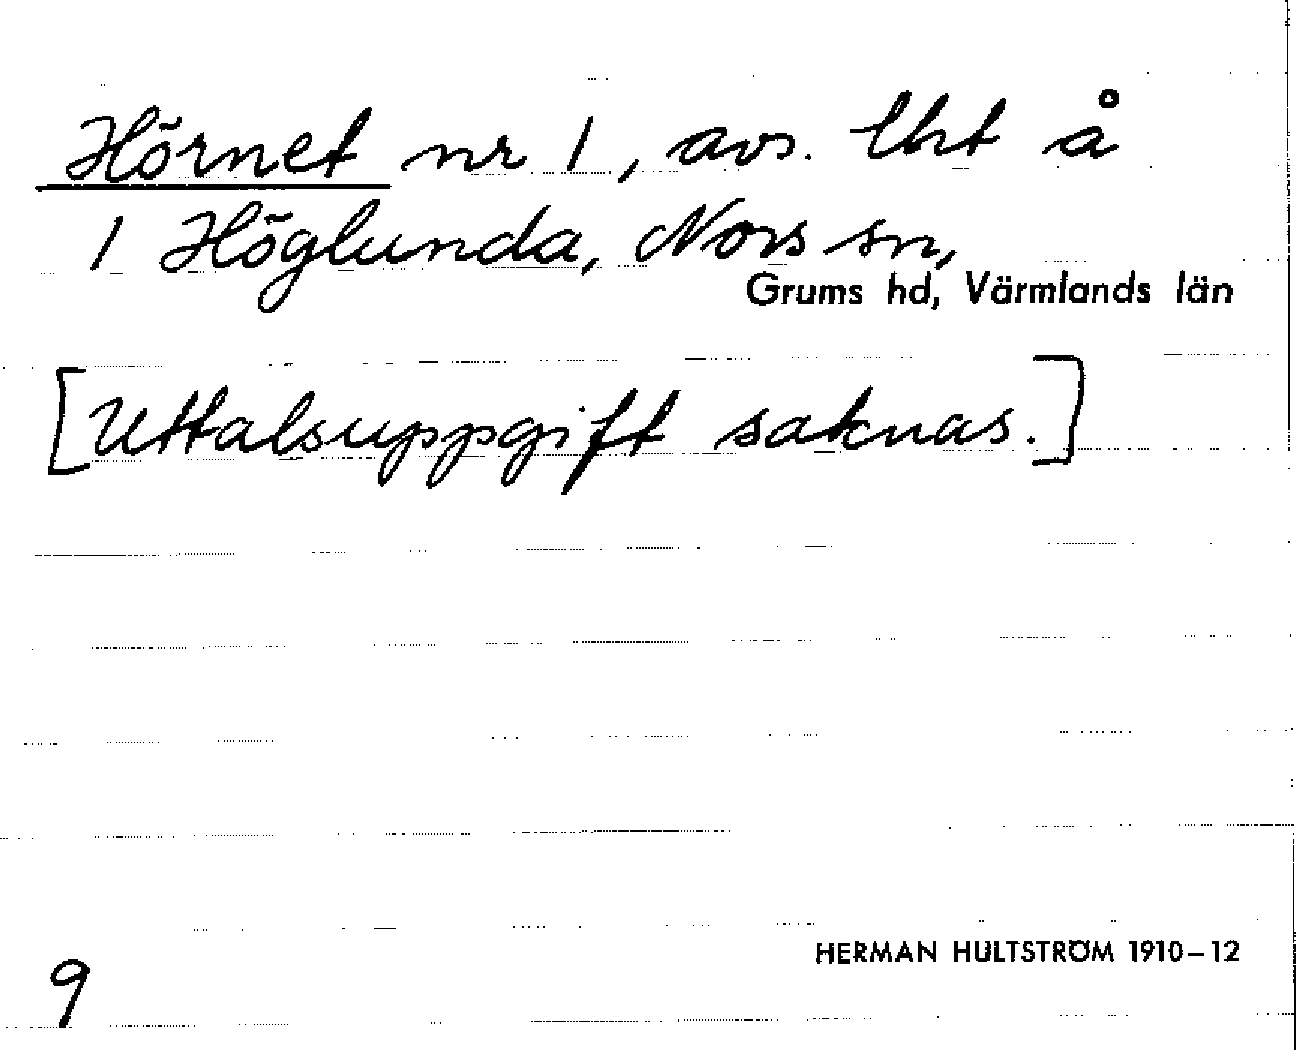 Hörnet nr 1, avs. lht å
1 Höglunda, Nors sn,
Grums hd, Värmlands län
[Uttalsuppgift saknas.]
HERMAN HULTSTRÖM 1910–12
9